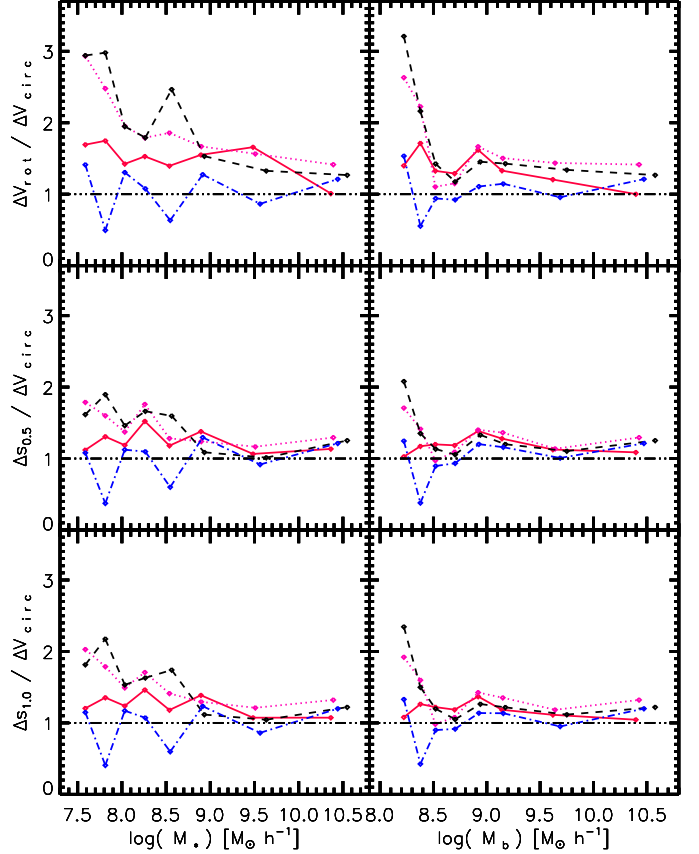 3
2
1
0
ΔV_rot / ΔV_circ
3
2
1
0
Δs_0.5 / ΔV_circ
3
2
1
0
Δs_1.0 / ΔV_circ
7.5 8.0 8.5 9.0 9.5 10.0 10.5 8.0 8.5 9.0 9.5 10.0 10.5
log( M_* ) [M_⊙ h^-1] log( M_b ) [M_⊙ h^-1]